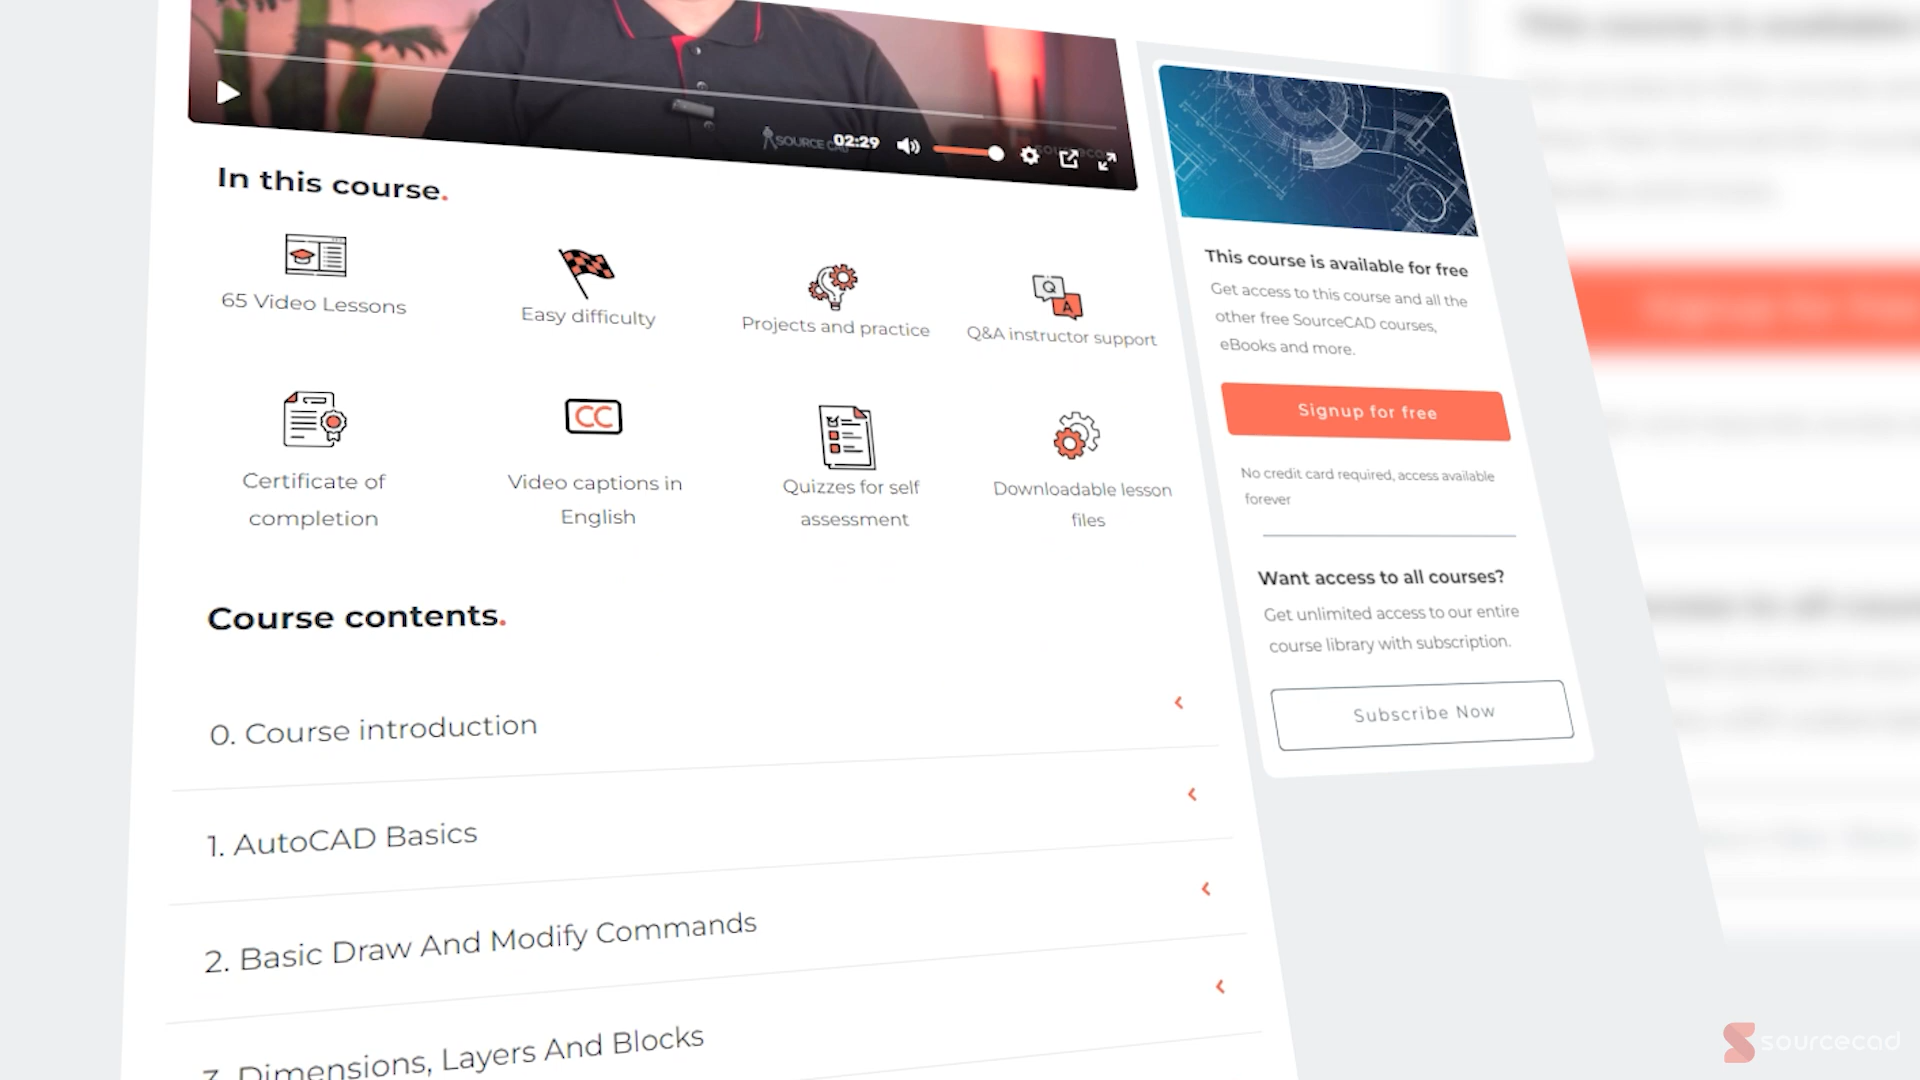 SOURCE CAD
02:29
In this course.
65 Video Lessons
Easy difficulty
Projects and practice
Q&A instructor support
Q
A
Certificate of
completion
CC
Video captions in
English
Quizzes for self
assessment
Downloadable lesson
files
Course contents.
0. Course introduction
1. AutoCAD Basics
2. Basic Draw And Modify Commands
3. Dimensions, Layers And Blocks
This course is available for free
Get access to this course and all the
other free SourceCAD courses,
eBooks and more.
Signup for free
No credit card required, access available
forever
Want access to all courses?
Get unlimited access to our entire
course library with subscription.
Subscribe Now
sourcecad